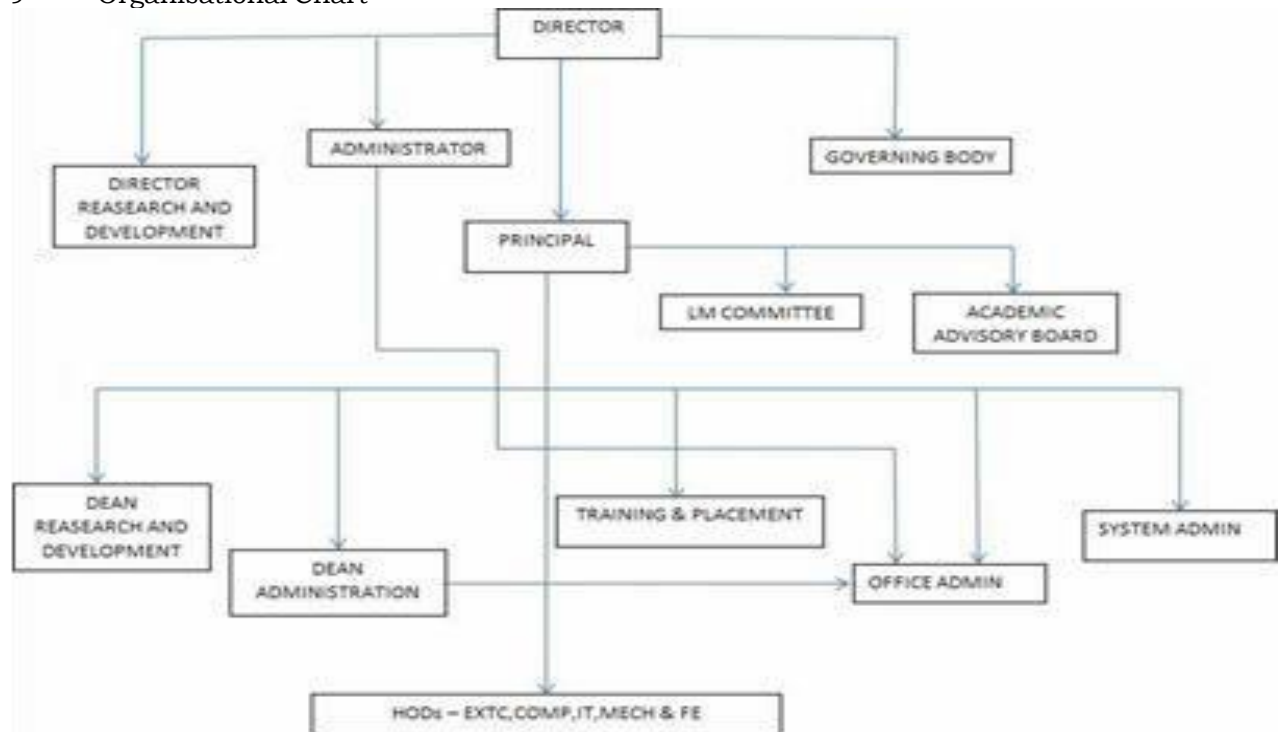 9 Organisational Chart
DIRECTOR
ADMINISTRATOR
GOVERNING BODY
DIRECTOR
REASEARCH AND
DEVELOPMENT
PRINCIPAL
LM COMMITTEE
ACADEMIC
ADVISORY BOARD
DEAN
REASEARCH AND
DEVELOPMENT
TRAINING & PLACEMENT
SYSTEM ADMIN
DEAN
ADMINISTRATION
OFFICE ADMIN
HODs – EXTC,COMP,IT,MECH & FE